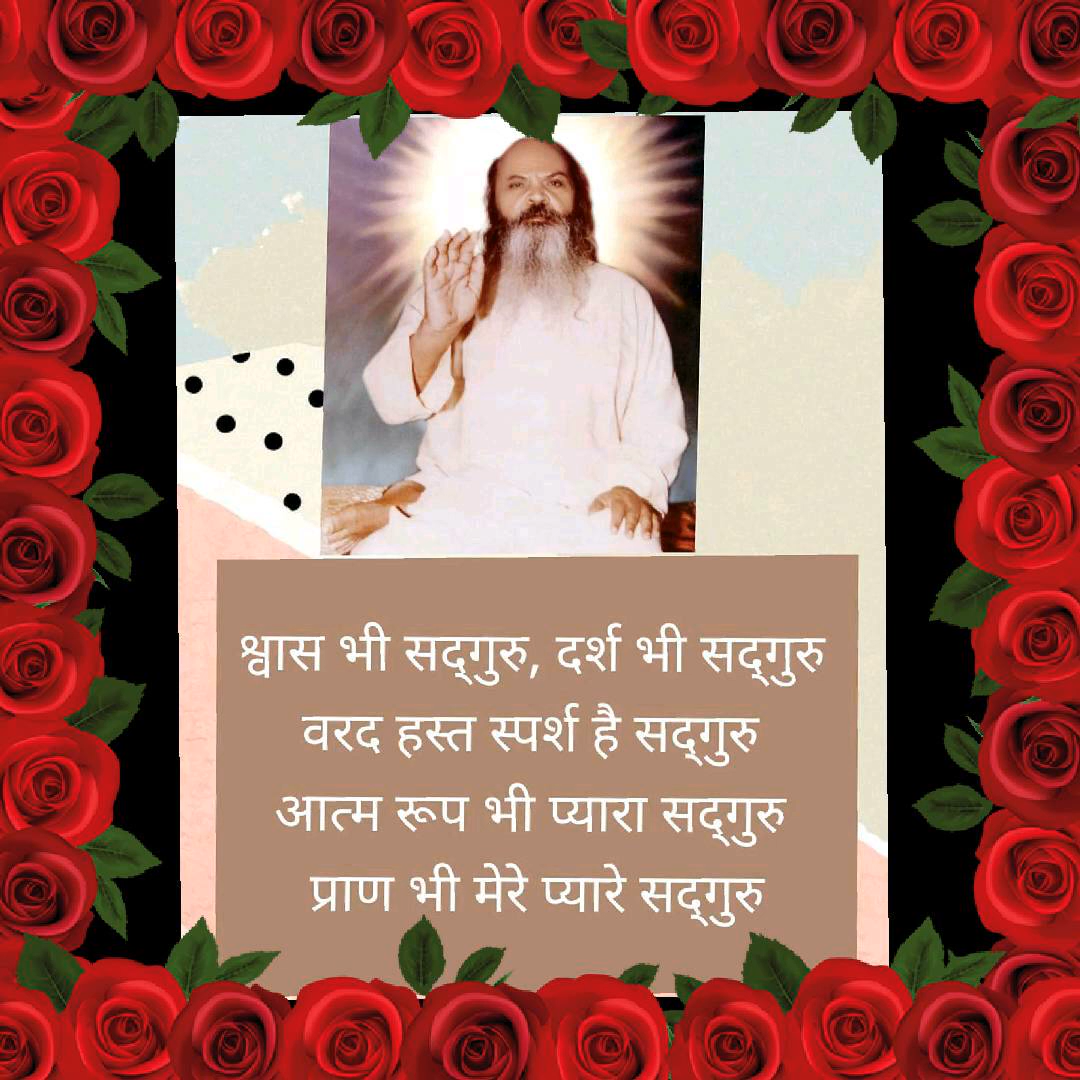 श्वास भी सद्‌गुरु, दर्श भी सद्‌गुरु
वरद हस्त स्पर्श है सद्‌गुरु
आत्म रूप भी प्यारा सद्‌गुरु
प्राण भी मेरे प्यारे सद्‌गुरु